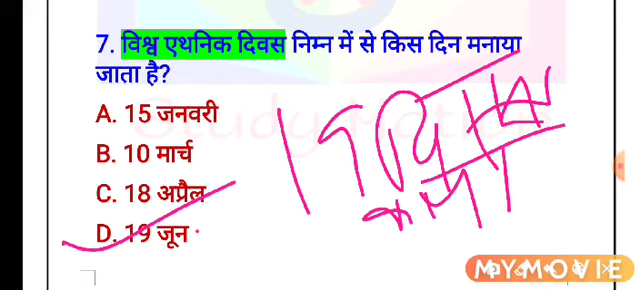 7. विश्व एथनिक दिवस निम्न में से किस दिन मनाया
जाता है?
A. 15 जनवरी
B. 10 मार्च
C. 18 अप्रैल
D. 19 जून
MYMOVIE